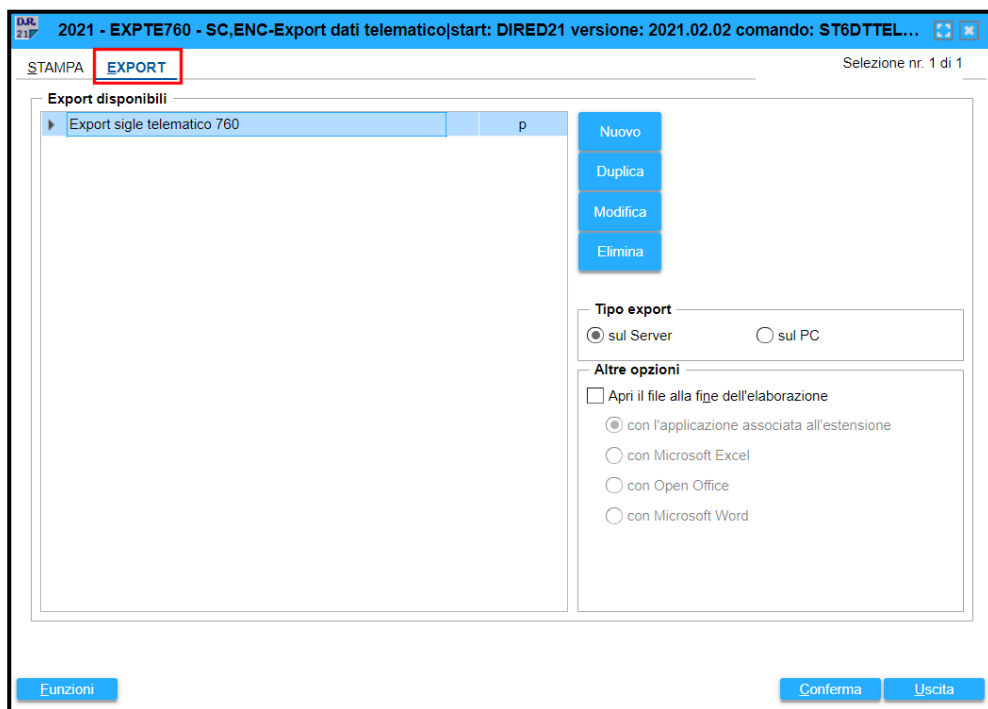 D.R.
21
2021 - EXPTE760 - SC,ENC-Export dati telematico|start: DIRED21 versione: 2021.02.02 comando: ST6DTTEL...
STAMPA EXPORT
Selezione nr. 1 di 1
Export disponibili
Export sigle telematico 760 p
Nuovo
Duplica
Modifica
Elimina
Tipo export
sul Server sul PC
Altre opzioni
Apri il file alla fine dell'elaborazione
con l'applicazione associata all'estensione
con Microsoft Excel
con Open Office
con Microsoft Word
Funzioni Conferma Uscita